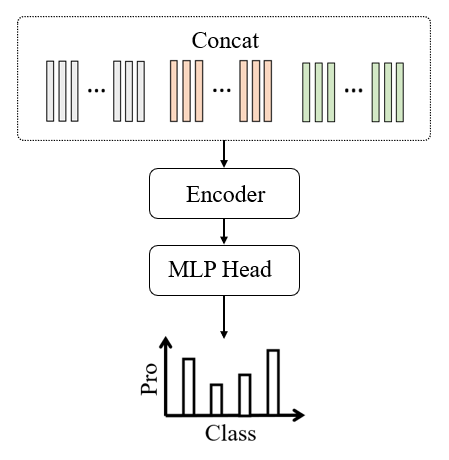 Concat
... ... ...
Encoder
MLP Head
Pro
Class